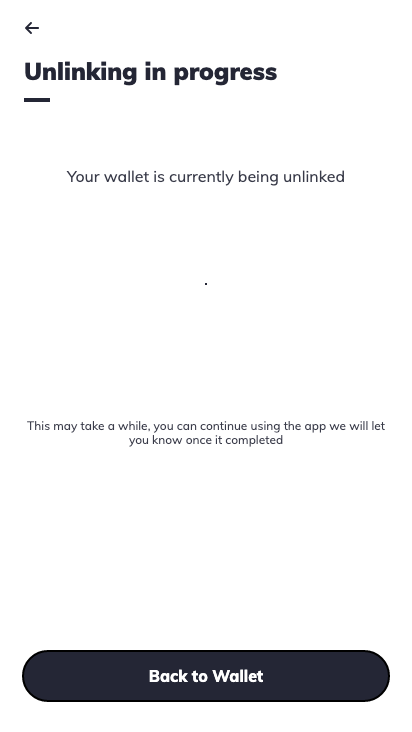 Unlinking in progress
Your wallet is currently being unlinked
This may take a while, you can continue using the app we will let
you know once it completed
Back to Wallet